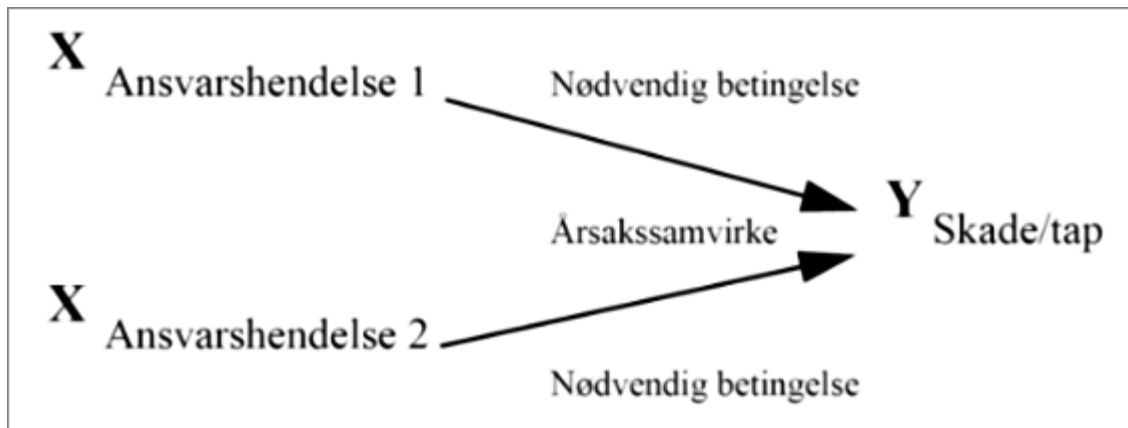 X Ansvarshendelse 1
Nødvendig betingelse
Årsakssamvirke
Y Skade/tap
X Ansvarshendelse 2
Nødvendig betingelse